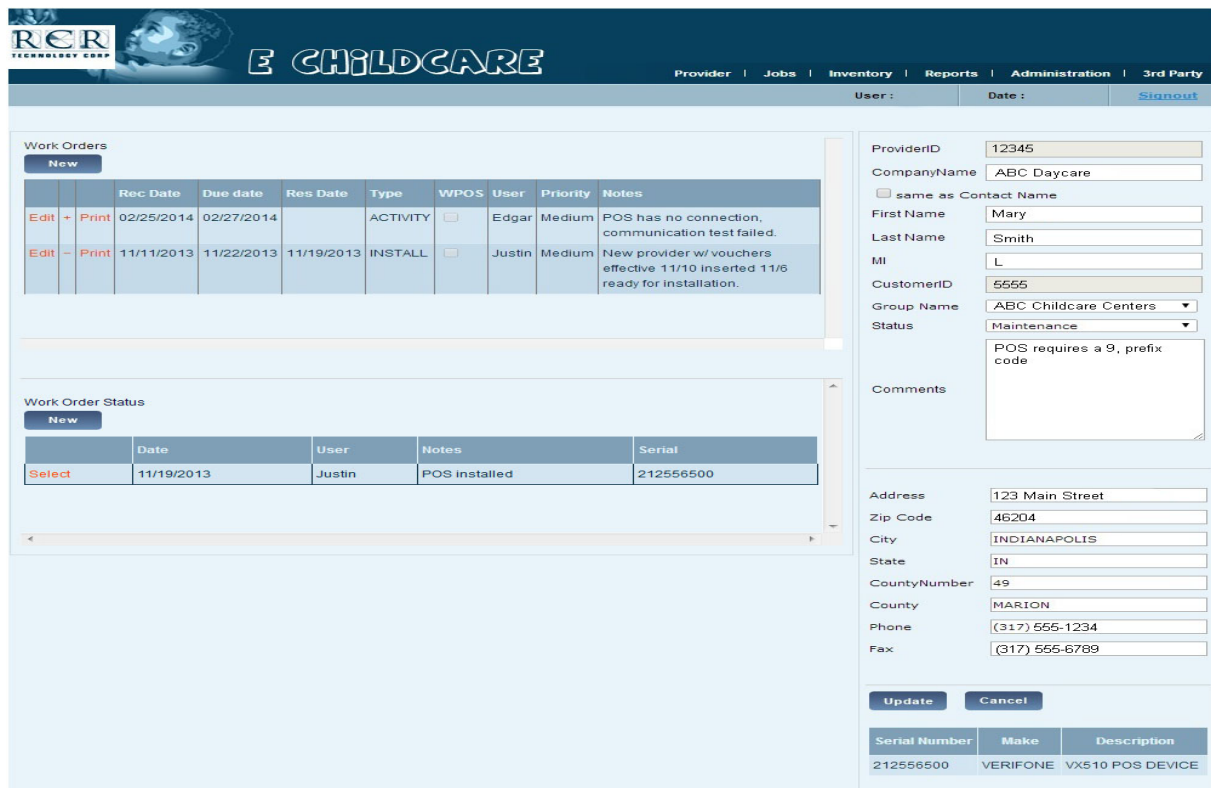 RCR
TECHNOLOGY CORP
E CHILDCARE
Provider | Jobs | Inventory | Reports | Administration | 3rd Party
User : Date : Signout
Work Orders
New
Rec Date Due date Res Date Type WPOS User Priority Notes
Edit + Print 02/25/2014 02/27/2014 ACTIVITY Edgar Medium POS has no connection,
communication test failed.
Edit - Print 11/11/2013 11/22/2013 11/19/2013 INSTALL Justin Medium New provider w/ vouchers
effective 11/10 inserted 11/6
ready for installation.
Work Order Status
New
Date User Notes Serial
Select 11/19/2013 Justin POS installed 212556500
ProviderID 12345
CompanyName ABC Daycare
same as Contact Name
First Name Mary
Last Name Smith
MI L
CustomerID 5555
Group Name ABC Childcare Centers
Status Maintenance
Comments POS requires a 9, prefix
code
Address 123 Main Street
Zip Code 46204
City INDIANAPOLIS
State IN
CountyNumber 49
County MARION
Phone (317) 555-1234
Fax (317) 555-6789
Update Cancel
Serial Number Make Description
212556500 VERIFONE VX510 POS DEVICE